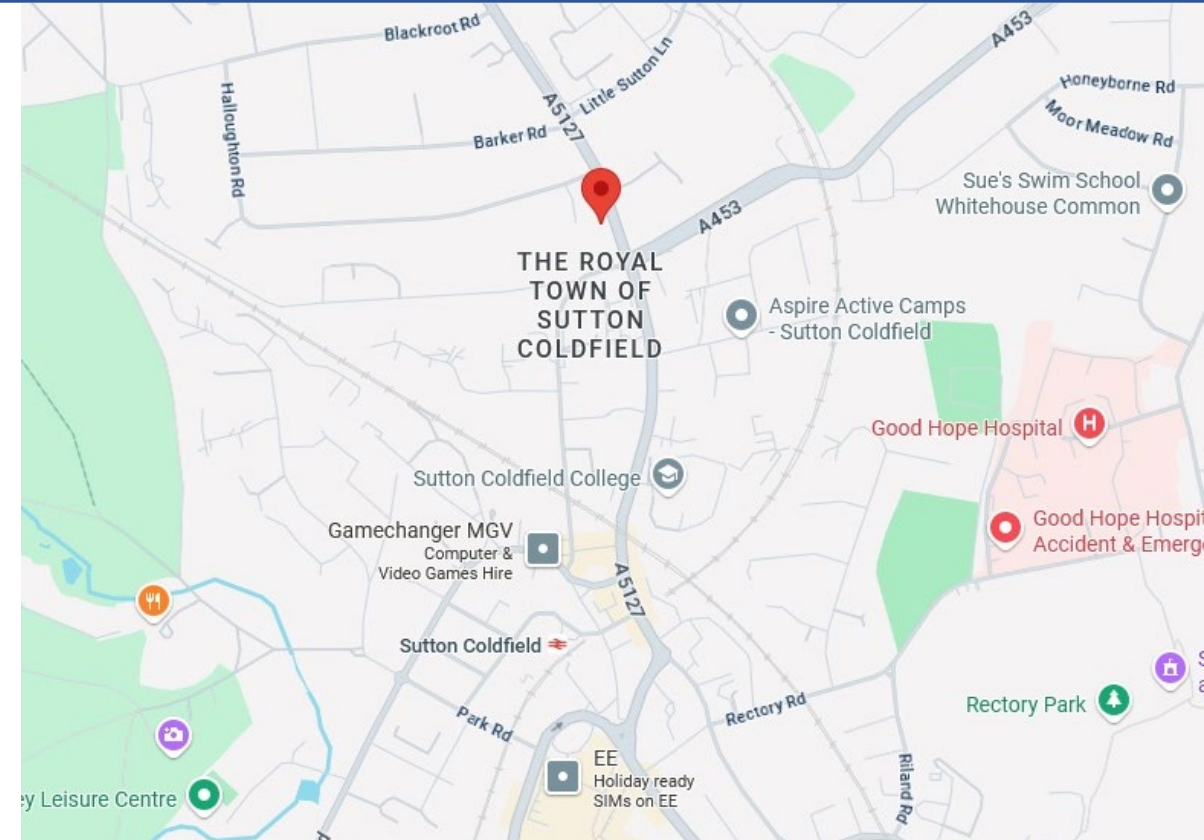 Blackroot Rd
A453
Little Sutton Ln
A5127
Honeyborne Rd
Halloughton Rd
Barker Rd
Moor Meadow Rd
Sue's Swim School
Whitehouse Common
A453
THE ROYAL
TOWN OF
SUTTON
COLDFIELD
Aspire Active Camps
- Sutton Coldfield
Good Hope Hospital
H
Sutton Coldfield College
Gamechanger MGV
Computer &
Video Games Hire
Good Hope Hospit
Accident & Emerg
A5127
Sutton Coldfield
Rectory Park
Rectory Rd
Park Rd
EE
Holiday ready
SIMs on EE
Riland Rd
ey Leisure Centre